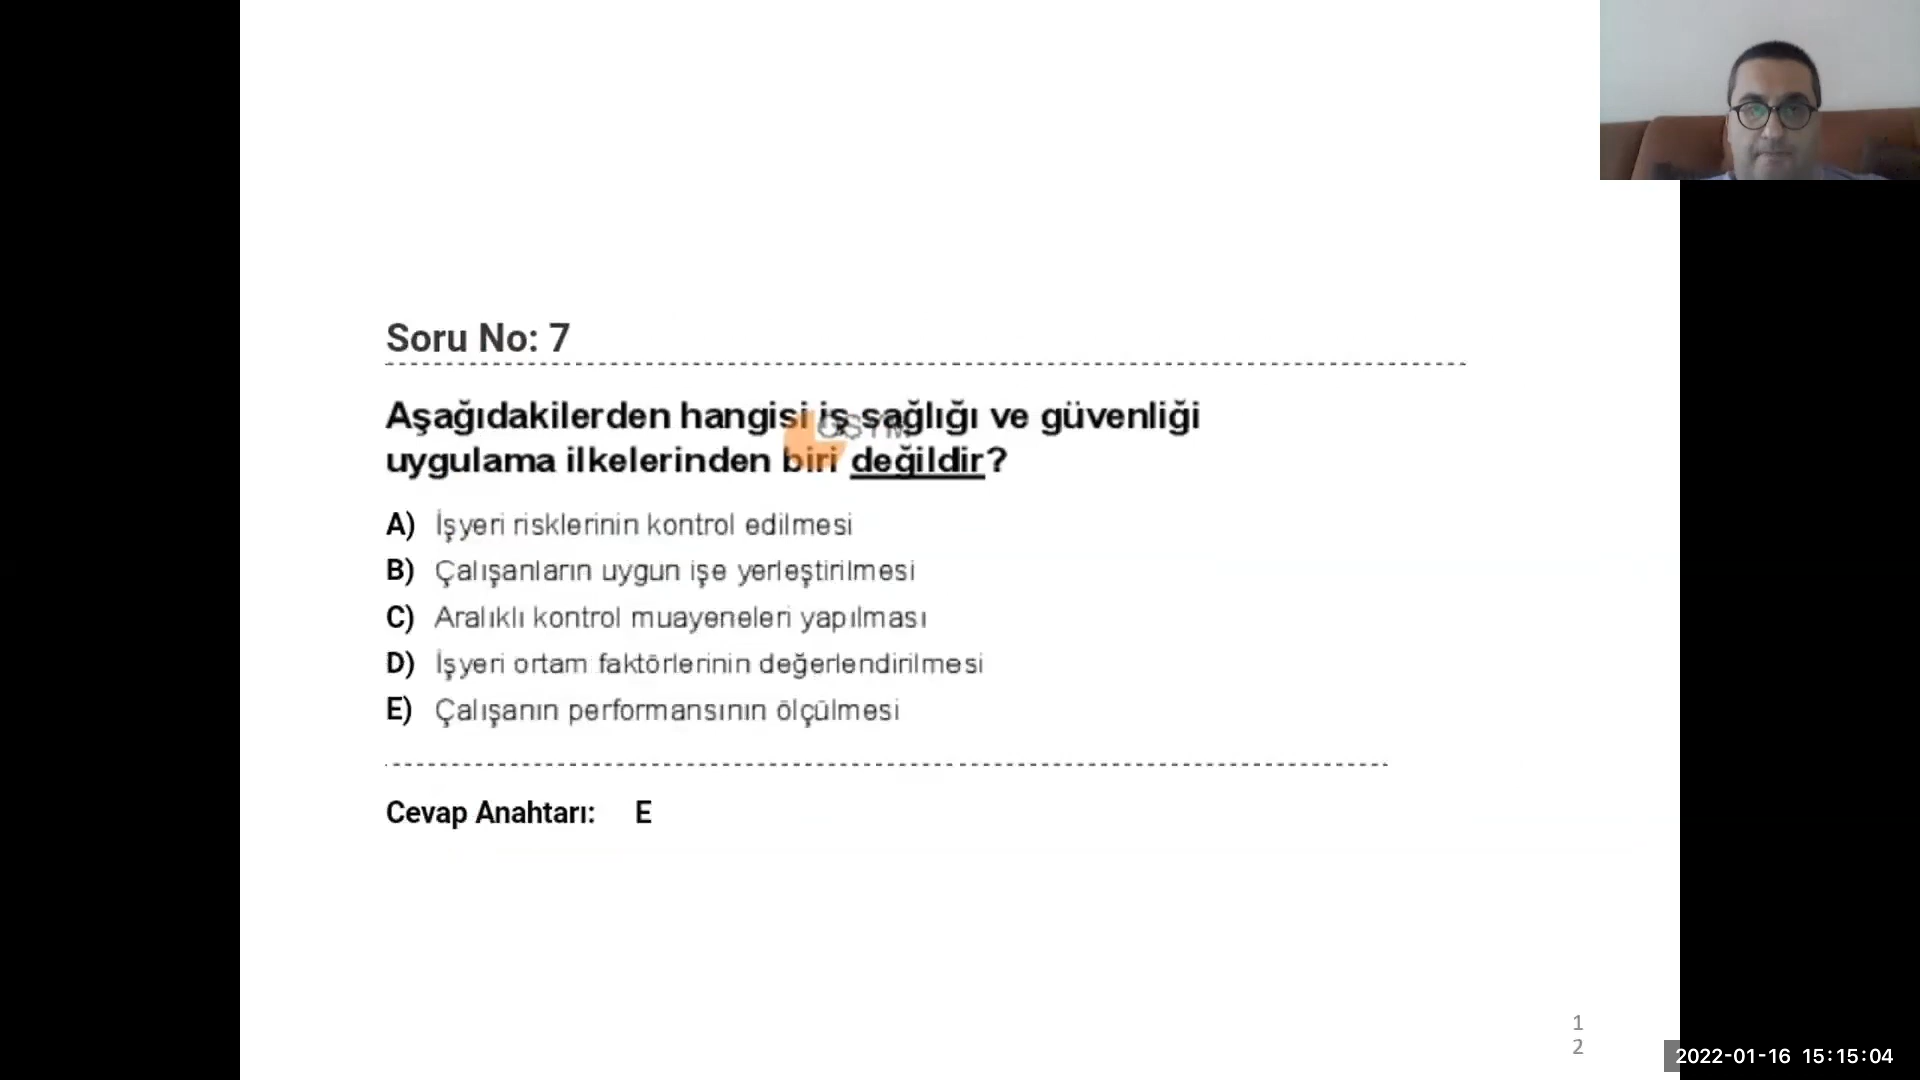 Soru No: 7
Aşağıdakilerden hangisi iş sağlığı ve güvenliği
uygulama ilkelerinden biri değildir?
ÖSYM
A) İşyeri risklerinin kontrol edilmesi
B) Çalışanların uygun işe yerleştirilmesi
C) Aralıklı kontrol muayeneleri yapılması
D) İşyeri ortam faktörlerinin değerlendirilmesi
E) Çalışanın performansının ölçülmesi
Cevap Anahtarı: E
1
2
2022-01-16 15:15:04